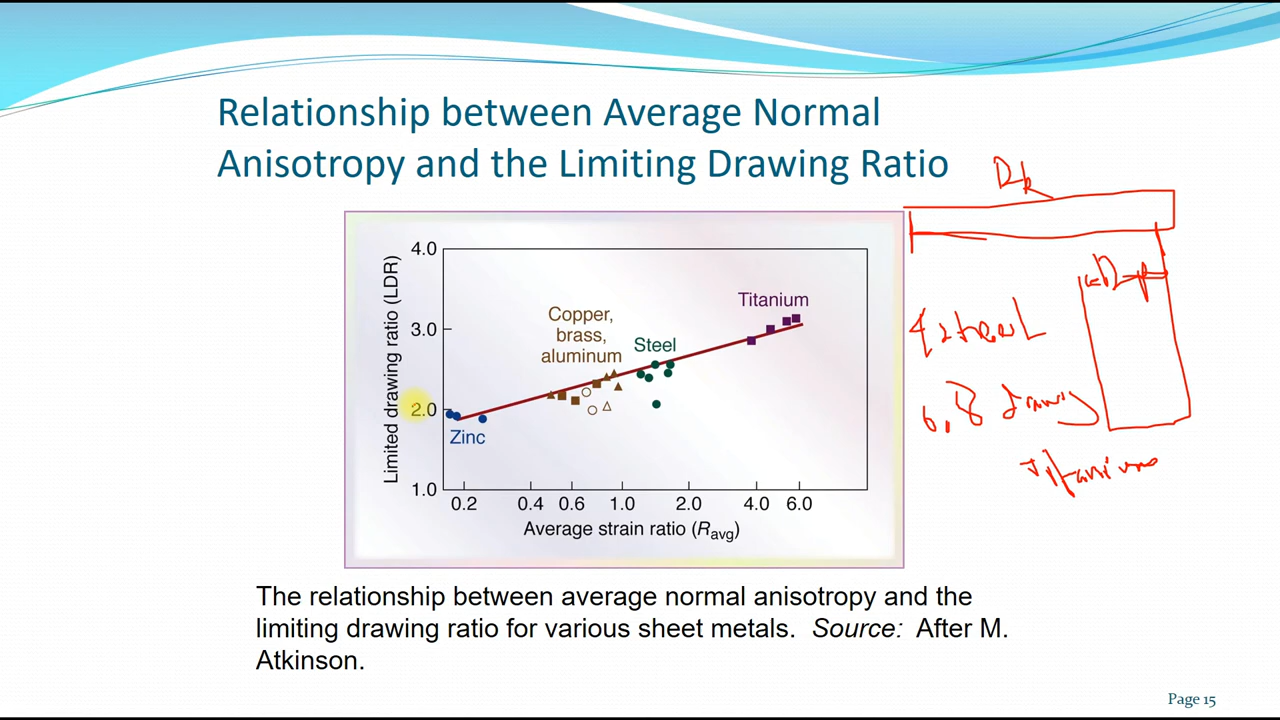 Relationship between Average Normal
Anisotropy and the Limiting Drawing Ratio
Limited drawing ratio (LDR)
4.0
3.0
2.0
1.0
Titanium
Copper,
brass,
aluminum
Steel
Zinc
0.2 0.4 0.6 1.0 2.0 4.0 6.0
Average strain ratio (Ravg)
steel
Titanium
The relationship between average normal anisotropy and the
limiting drawing ratio for various sheet metals. Source: After M.
Atkinson.
Page 15